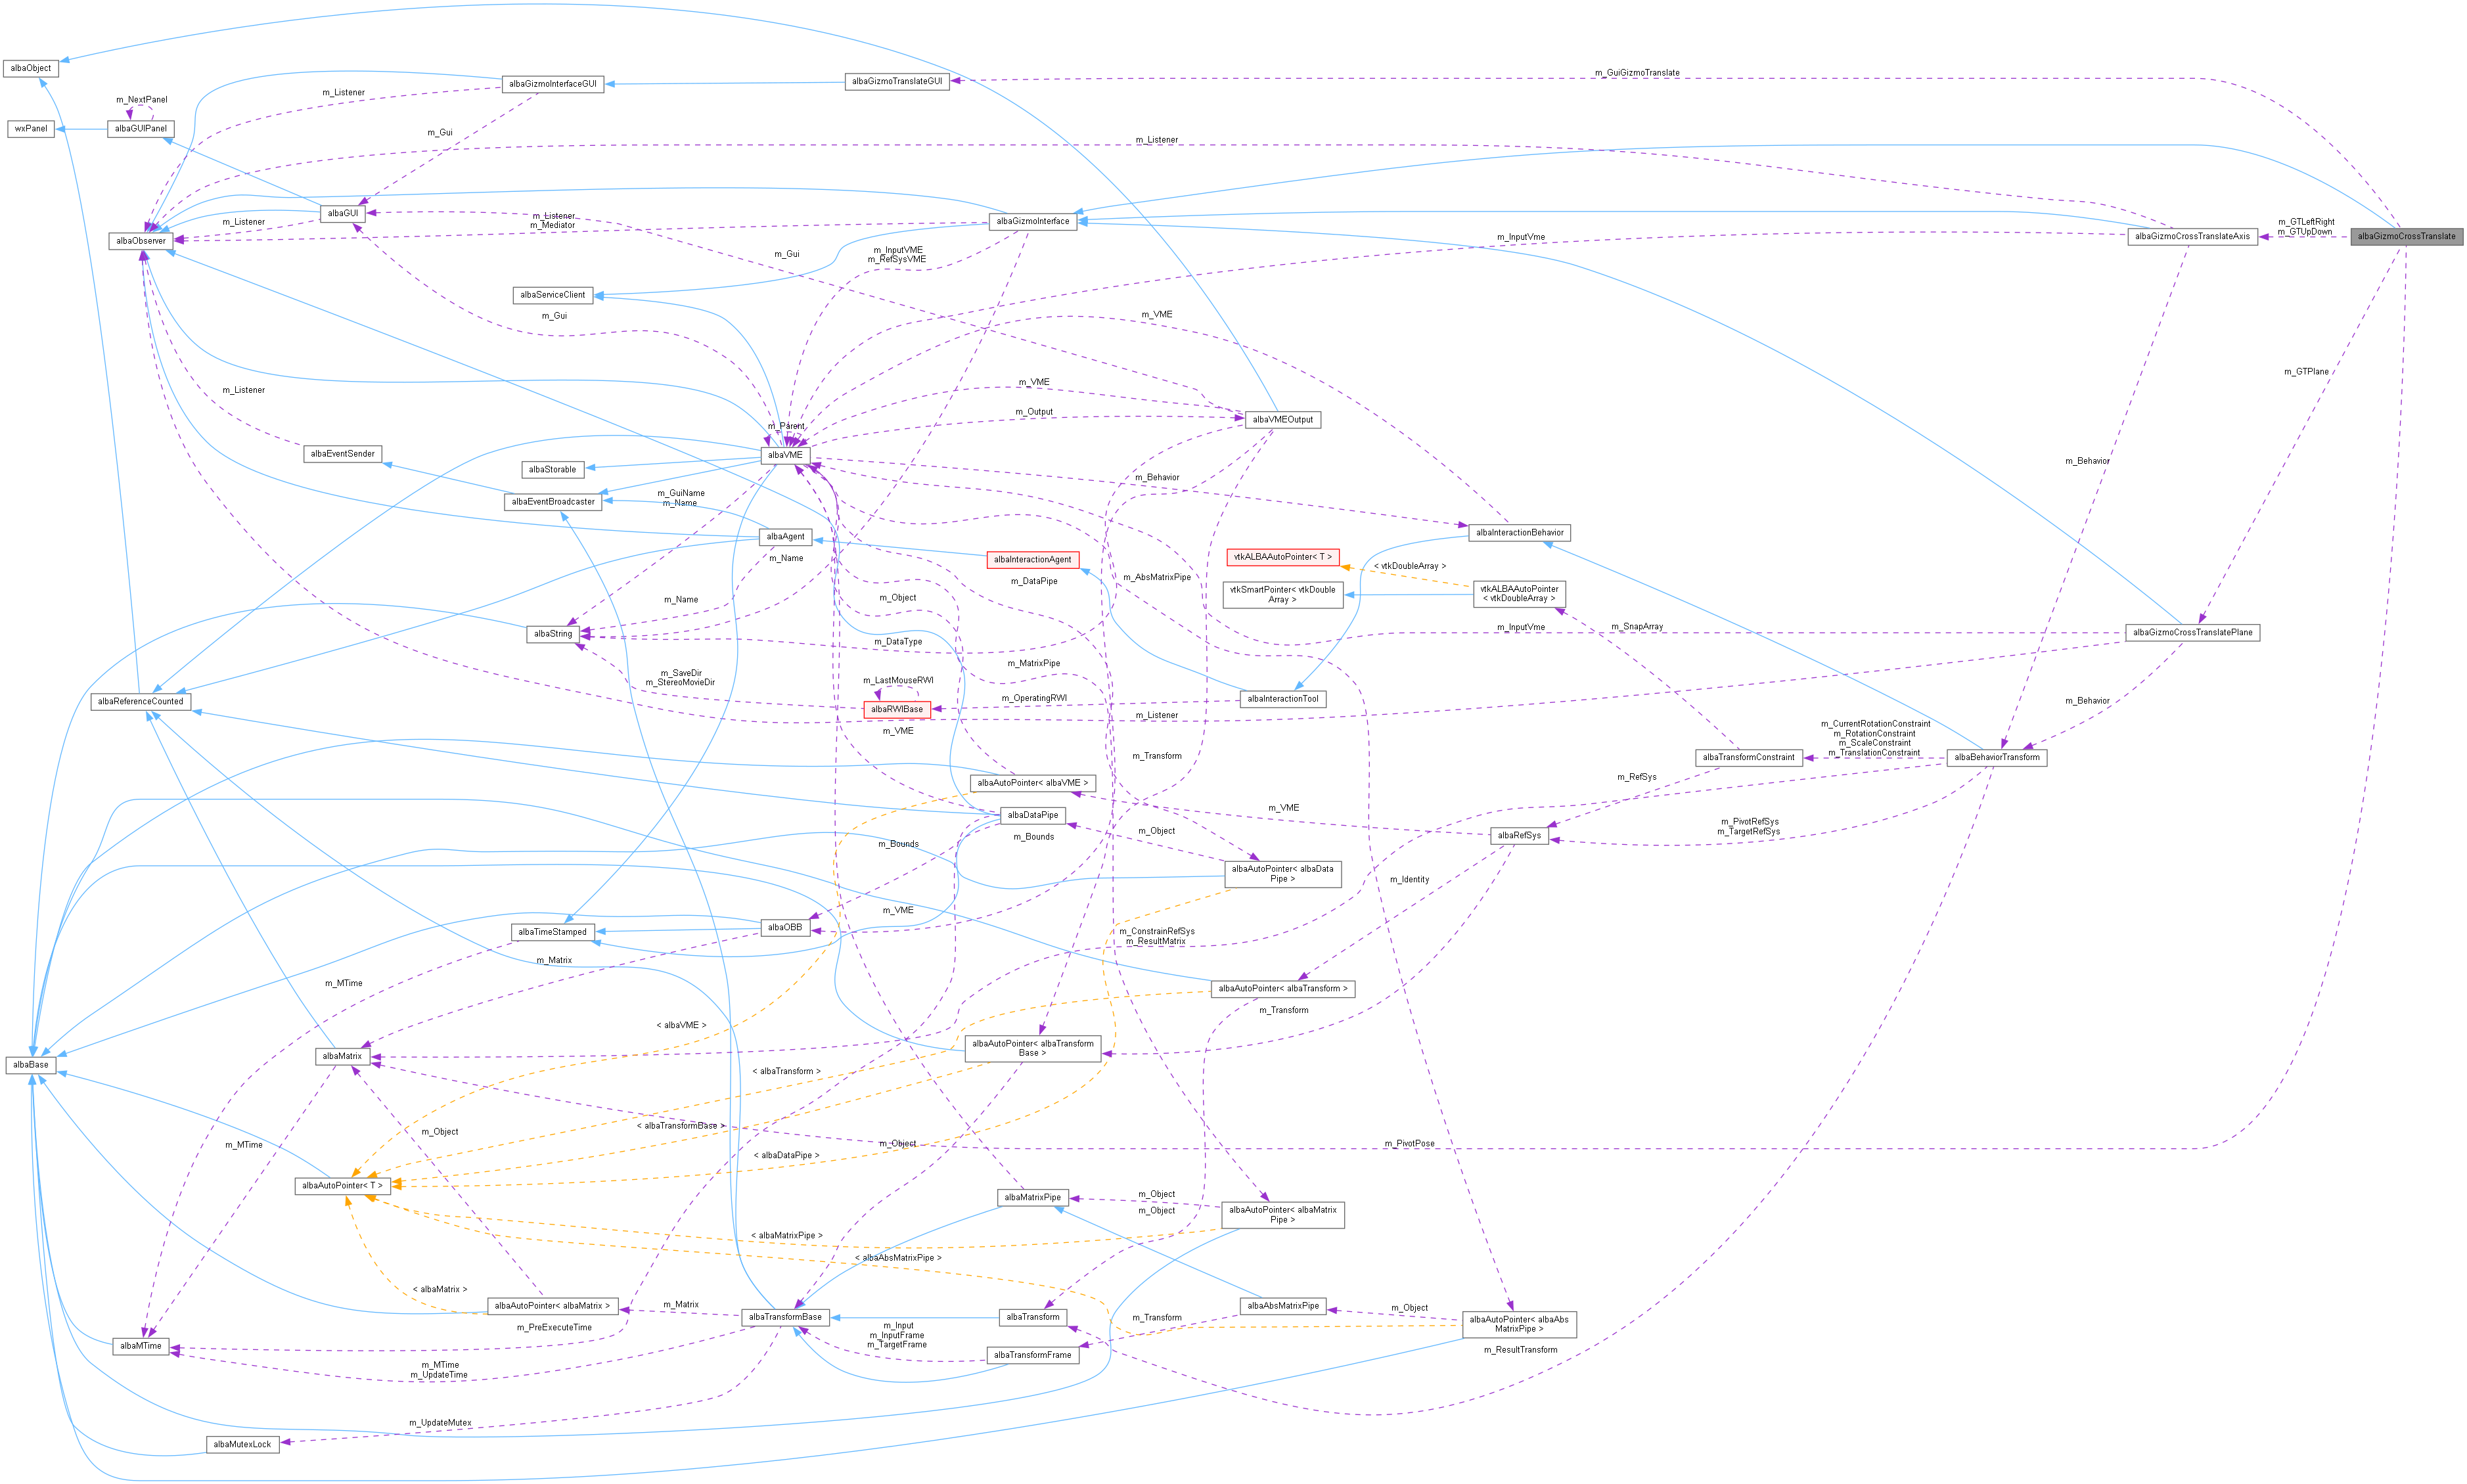 albaObject
m_GuiGizmoTranslate
albaGizmoInterfaceGUI
albaGizmoTranslateGUI
m_Listener
m_NextPanel
wxPanel
albaGUIPanel
m_Gui
m_Listener
albaGUI
m_Listener
albaObserver
m_Listener
m_Mediator
albaGizmoInterface
m_GTLeftRight
m_GTUpDown
albaGizmoCrossTranslateAxis
albaGizmoCrossTranslate
m_InputVme
m_InputVME
m_RefSysVME
m_Gui
albaServiceClient
m_Gui
m_VME
m_GTPlane
m_Listener
m_VME
m_Output
albaVMEOutput
m_Parent
albaVME
albaEventSender
albaStorable
m_Behavior
m_Behavior
m_GuiName
m_Name
albaEventBroadcaster
albaAgent
albaInteractionBehavior
m_Name
albaInteractionAgent
vtkALBAAutoPointer< T >
< vtkDoubleArray >
m_DataPipe
m_AbsMatrixPipe
vtkSmartPointer< vtkDouble
Array >
vtkALBAAutoPointer
< vtkDoubleArray >
m_Name
m_Object
albaString
m_DataType
m_InputVme
m_SnapArray
albaGizmoCrossTranslatePlane
m_MatrixPipe
m_SaveDir
m_StereoMovieDir
m_LastMouseRWI
albaRWIBase
m_OperatingRWI
albaInteractionTool
albaReferenceCounted
m_Listener
m_Behavior
m_VME
m_CurrentRotationConstraint
m_RotationConstraint
m_ScaleConstraint
m_TranslationConstraint
albaTransformConstraint
albaBehaviorTransform
m_Transform
albaAutoPointer< albaVME >
m_RefSys
m_VME
albaDataPipe
m_PivotRefSys
m_TargetRefSys
m_Bounds
m_Bounds
m_Object
albaRefSys
albaAutoPointer< albaData
Pipe >
m_Identity
m_VME
albaOBB
albaTimeStamped
m_ConstrainRefSys
m_ResultMatrix
m_Matrix
m_MTime
albaAutoPointer< albaTransform >
m_Transform
< albaVME >
albaAutoPointer< albaTransform
Base >
albaMatrix
albaBase
< albaTransform >
m_Object
m_MTime
< albaTransformBase >
m_Object
m_PivotPose
< albaDataPipe >
albaAutoPointer< T >
albaMatrixPipe
m_Object
m_Object
albaAutoPointer< albaMatrix
Pipe >
< albaMatrixPipe >
< albaAbsMatrixPipe >
< albaMatrix >
albaAutoPointer< albaMatrix >
m_Matrix
albaTransformBase
albaTransform
m_Transform
albaAbsMatrixPipe
m_Object
albaAutoPointer< albaAbs
MatrixPipe >
m_PreExecuteTime
m_Input
m_InputFrame
m_TargetFrame
albaMTime
albaTransformFrame
m_ResultTransform
m_MTime
m_UpdateTime
m_UpdateMutex
albaMutexLock